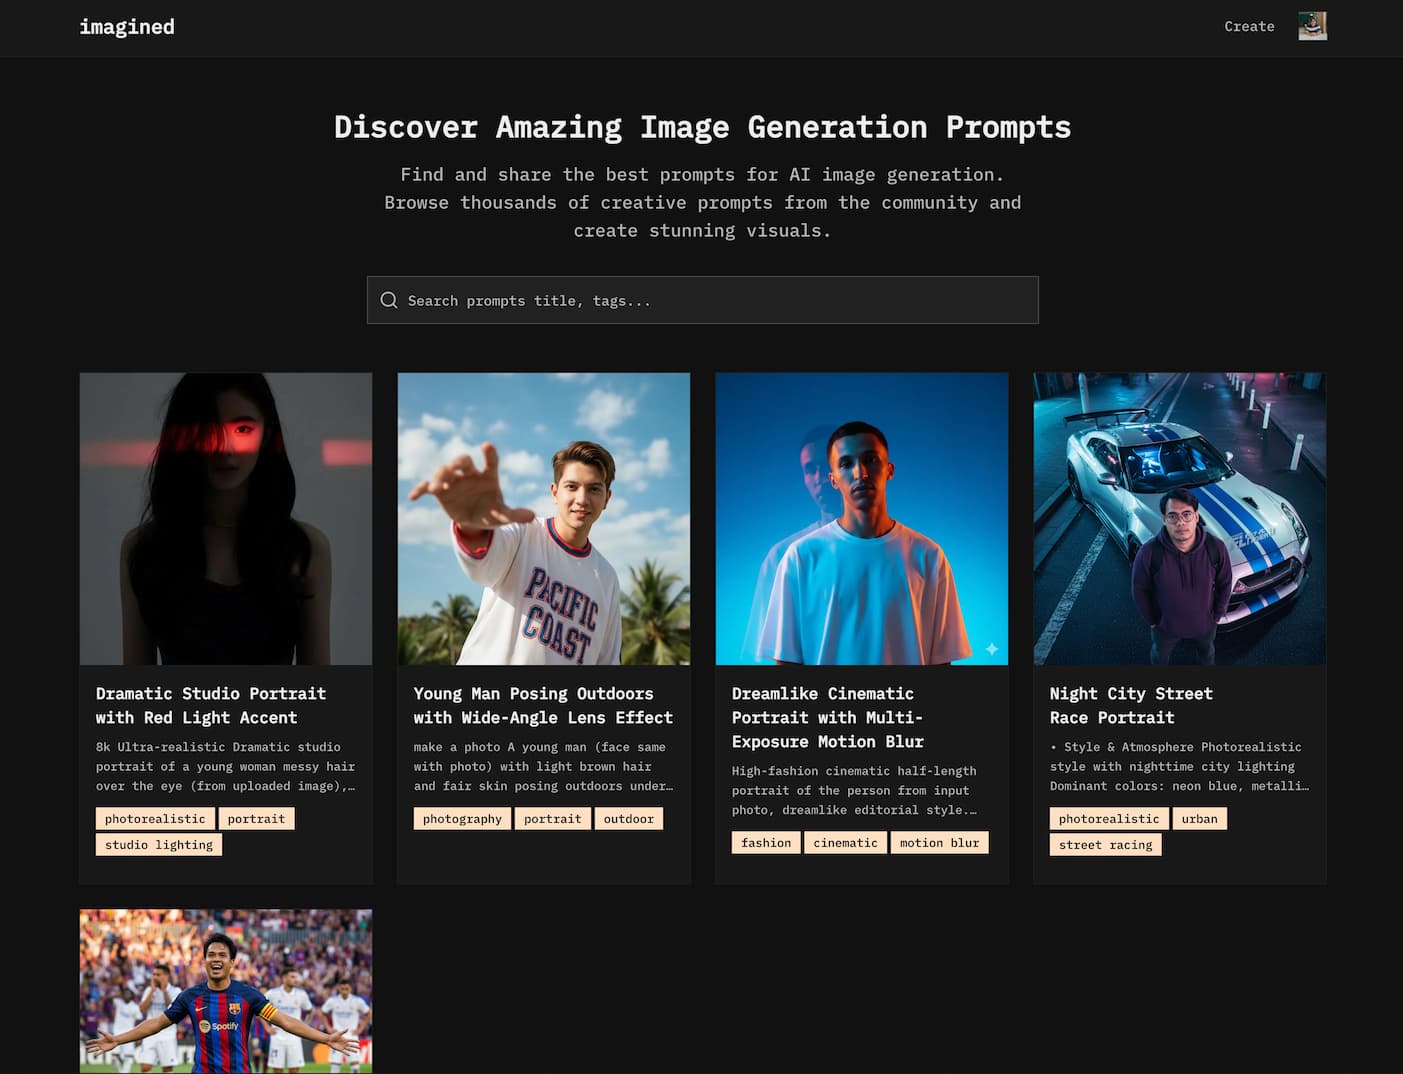 imagined
Create
Discover Amazing Image Generation Prompts
Find and share the best prompts for AI image generation.
Browse thousands of creative prompts from the community and
create stunning visuals.
Search prompts title, tags...
PACIFIC
COAST
Dramatic Studio Portrait
with Red Light Accent
8k Ultra-realistic Dramatic studio
portrait of a young woman messy hair
over the eye (from uploaded image),…
photorealistic
portrait
studio lighting
Young Man Posing Outdoors
with Wide-Angle Lens Effect
make a photo A young man (face same
with photo) with light brown hair
and fair skin posing outdoors under…
photography
portrait
outdoor
Dreamlike Cinematic
Portrait with Multi-
Exposure Motion Blur
High-fashion cinematic half-length
portrait of the person from input
photo, dreamlike editorial style.…
fashion
cinematic
motion blur
Night City Street
Race Portrait
• Style & Atmosphere Photorealistic
style with nighttime city lighting
Dominant colors: neon blue, metalli…
photorealistic
urban
street racing
Spotify